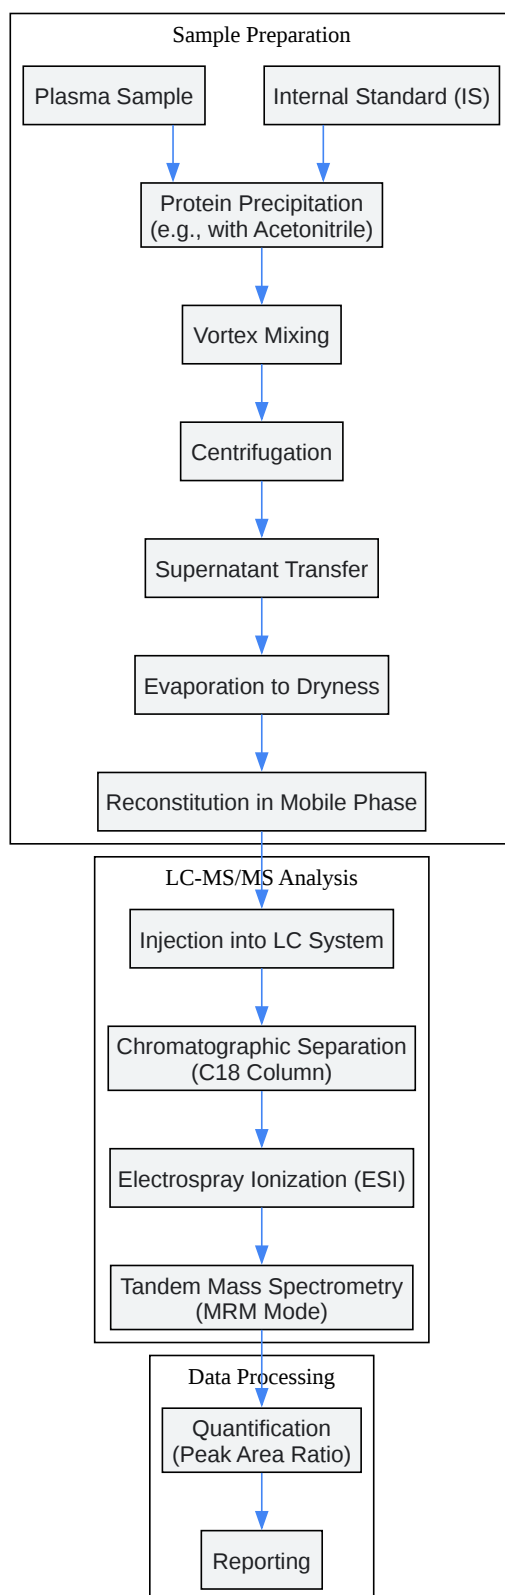 Sample Preparation
Plasma Sample
Internal Standard (IS)
Protein Precipitation
(e.g., with Acetonitrile)
Vortex Mixing
Centrifugation
Supernatant Transfer
Evaporation to Dryness
Reconstitution in Mobile Phase
LC-MS/MS Analysis
Injection into LC System
Chromatographic Separation
(C18 Column)
Electrospray Ionization (ESI)
Tandem Mass Spectrometry
(MRM Mode)
Data Processing
Quantification
(Peak Area Ratio)
Reporting